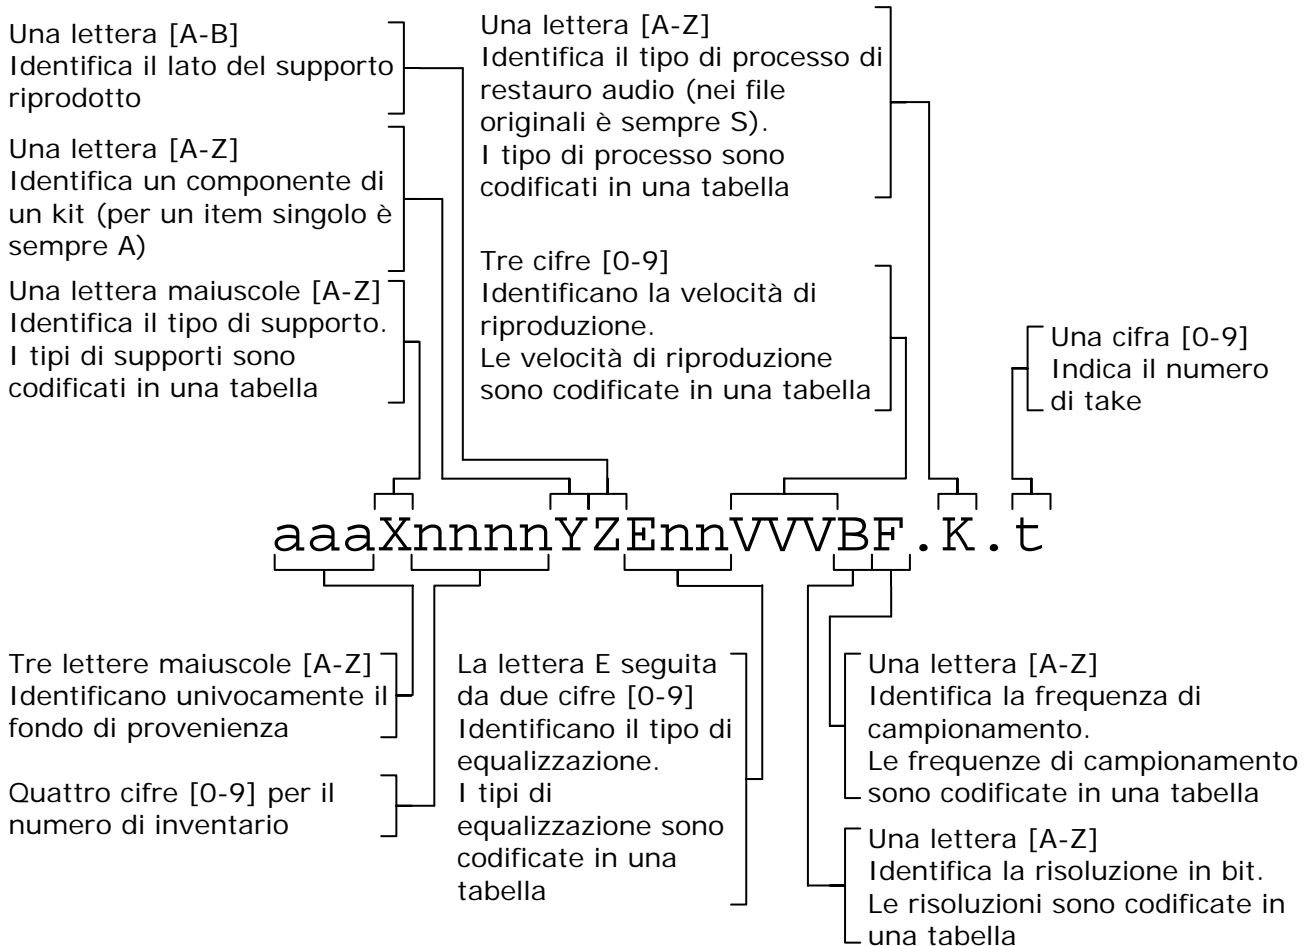 Una lettera [A-B]
Identifica il lato del supporto
riprodotto
Una lettera [A-Z]
Identifica un componente di
un kit (per un item singolo è
sempre A)
Una lettera maiuscole [A-Z]
Identifica il tipo di supporto.
I tipi di supporti sono
codificati in una tabella
Una lettera [A-Z]
Identifica il tipo di processo di
restauro audio (nei file
originali è sempre S).
I tipo di processo sono
codificati in una tabella
Tre cifre [0-9]
Identificano la velocità di
riproduzione.
Le velocità di riproduzione
sono codificate in una tabella
Una cifra [0-9]
Indica il numero
di take
aaaXnnnnYZEnnVVVBF.K.t
Tre lettere maiuscole [A-Z]
Identificano univocamente il
fondo di provenienza
Quattro cifre [0-9] per il
numero di inventario
La lettera E seguita
da due cifre [0-9]
Identificano il tipo di
equalizzazione.
I tipi di
equalizzazione sono
codificate in una
tabella
Una lettera [A-Z]
Identifica la frequenza di
campionamento.
Le frequenze di campionamento
sono codificate in una tabella
Una lettera [A-Z]
Identifica la risoluzione in bit.
Le risoluzioni sono codificate in
una tabella